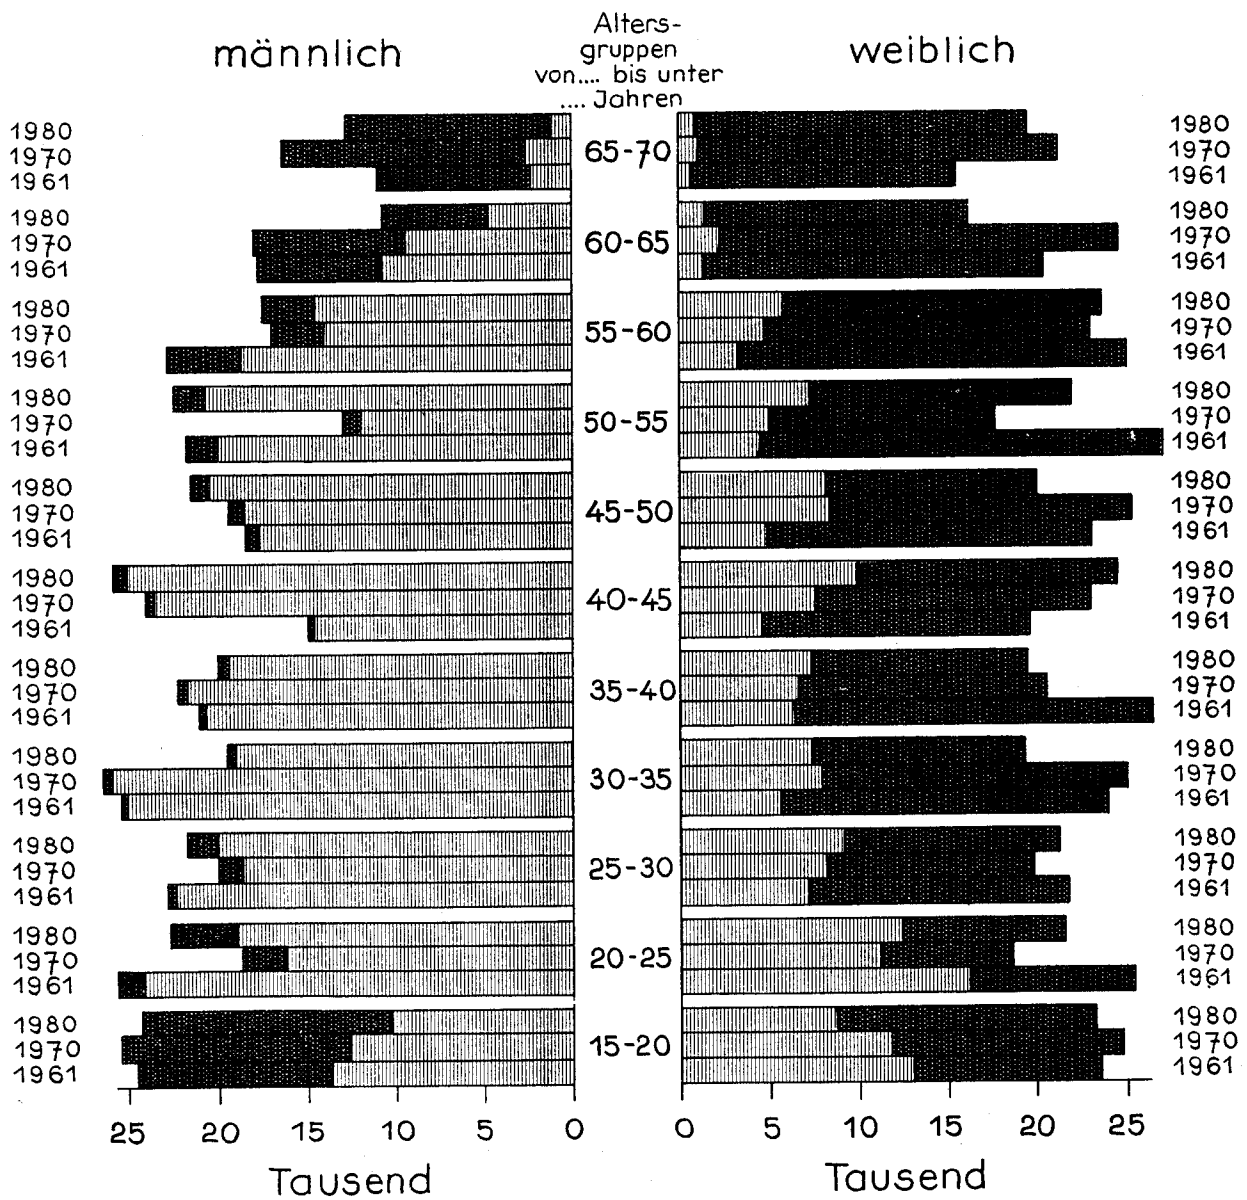 männlich
Alters-
gruppen
von.... bis unter
.... Jahren
weiblich
1980 1980
1970 65-70 1970
1961 1961
1980 1980
1970 60-65 1970
1961 1961
1980 1980
1970 55-60 1970
1961 1961
1980 1980
1970 50-55 1970
1961 1961
1980 1980
1970 45-50 1970
1961 1961
1980 1980
1970 40-45 1970
1961 1961
1980 1980
1970 35-40 1970
1961 1961
1980 1980
1970 30-35 1970
1961 1961
1980 1980
1970 25-30 1970
1961 1961
1980 1980
1970 20-25 1970
1961 1961
1980 1980
1970 15-20 1970
1961 1961
25 20 15 10 5 0 0 5 10 15 20 25
Tausend Tausend